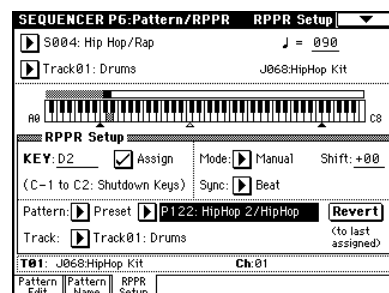 SEQUENCER P6:Pattern/RPPR RPPR Setup
S004: Hip Hop/Rap ♩ = 090
Track01: Drums J068:HipHop Kit
A0 C8
RPPR Setup
KEY: D2 Assign Mode: Manual Shift: +00
(C-1 to C2: Shutdown Keys) Sync: Beat
Pattern: Preset P122: HipHop 2/HipHop Revert
Track: Track01: Drums (to last assigned)
T01: J068:HipHop Kit Ch:01
Pattern Edit Pattern Name RPPR Setup